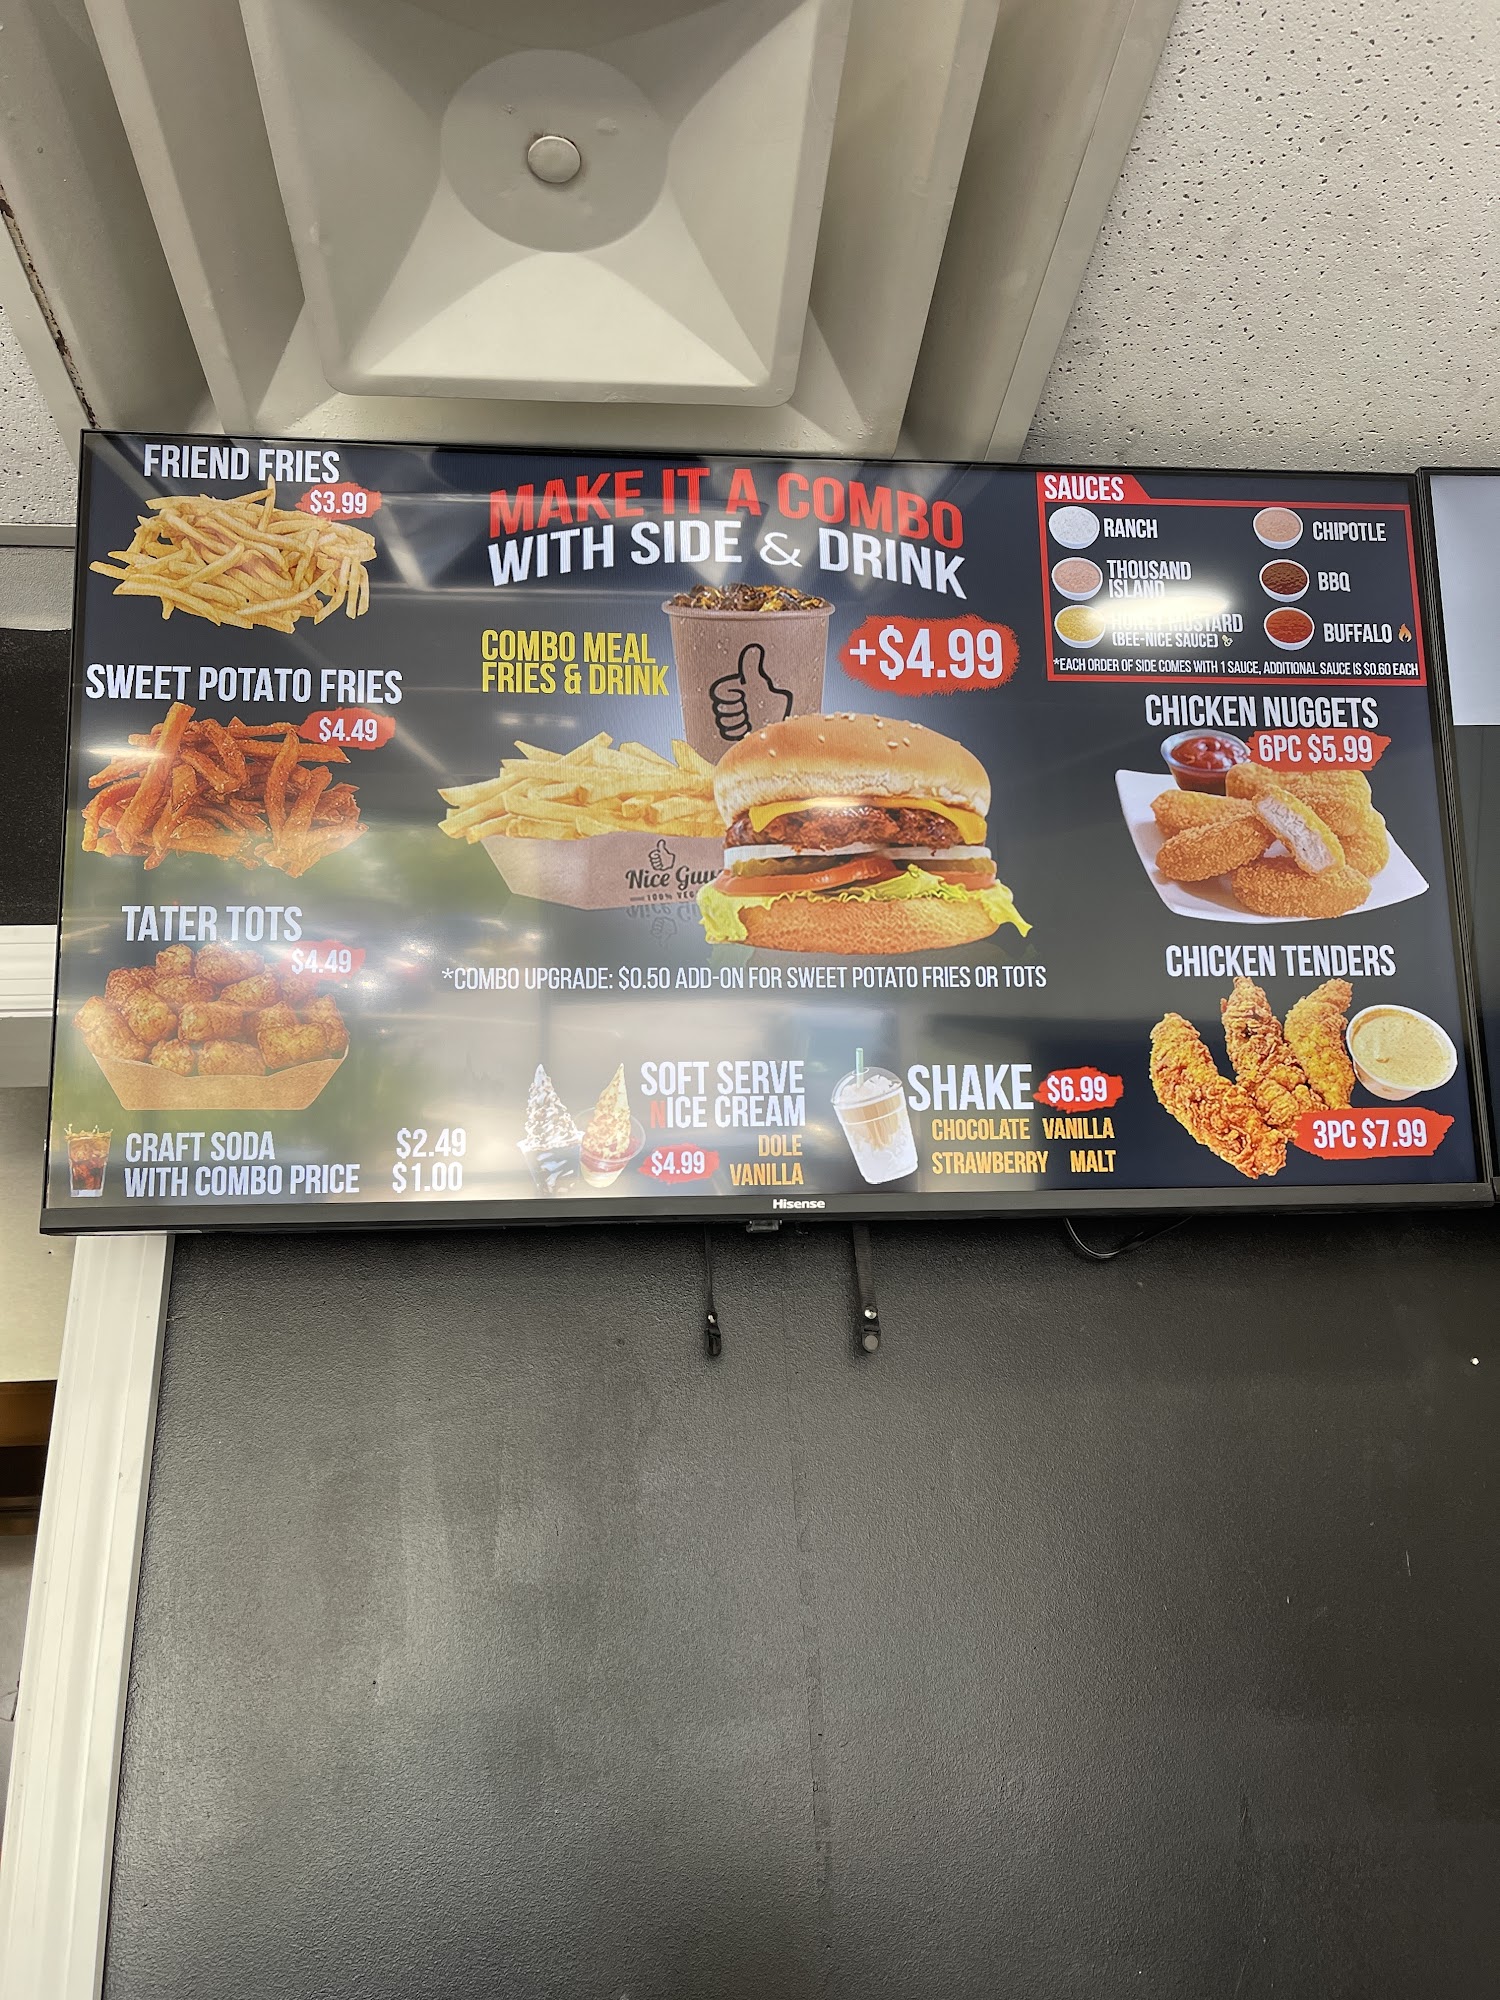 FRIEND FRIES
$3.99
SWEET POTATO FRIES
$4.49
TATER TOTS
$4.49
CRAFT SODA $2.49
WITH COMBO PRICE $1.00
MAKE IT A COMBO
WITH SIDE & DRINK
COMBO MEAL
FRIES & DRINK
+$4.99
Nice Guy
100%
*COMBO UPGRADE: $0.50 ADD-ON FOR SWEET POTATO FRIES OR TOTS
SOFT SERVE
NICE CREAM
$4.99
DOLE
VANILLA
SHAKE $6.99
CHOCOLATE VANILLA
STRAWBERRY MALT
SAUCES
RANCH
THOUSAND
ISLAND
HONEY MUSTARD
(BEE-NICE SAUCE)
CHIPOTLE
BBQ
BUFFALO
*EACH ORDER OF SIDE COMES WITH 1 SAUCE, ADDITIONAL SAUCE IS $0.60 EACH
CHICKEN NUGGETS
6PC $5.99
CHICKEN TENDERS
3PC $7.99
Hisense